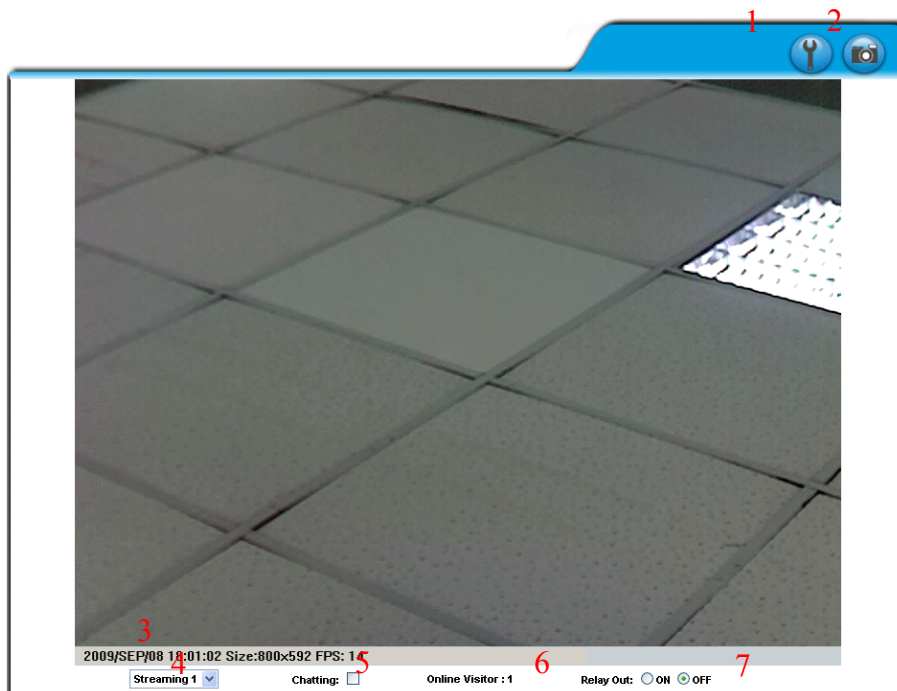 1 2
3
2009/SEP/08 18:01:02 Size:800x592 FPS: 14
4 5 6 7
Streaming 1 Chatting: Online Visitor : 1 Relay Out: ON OFF